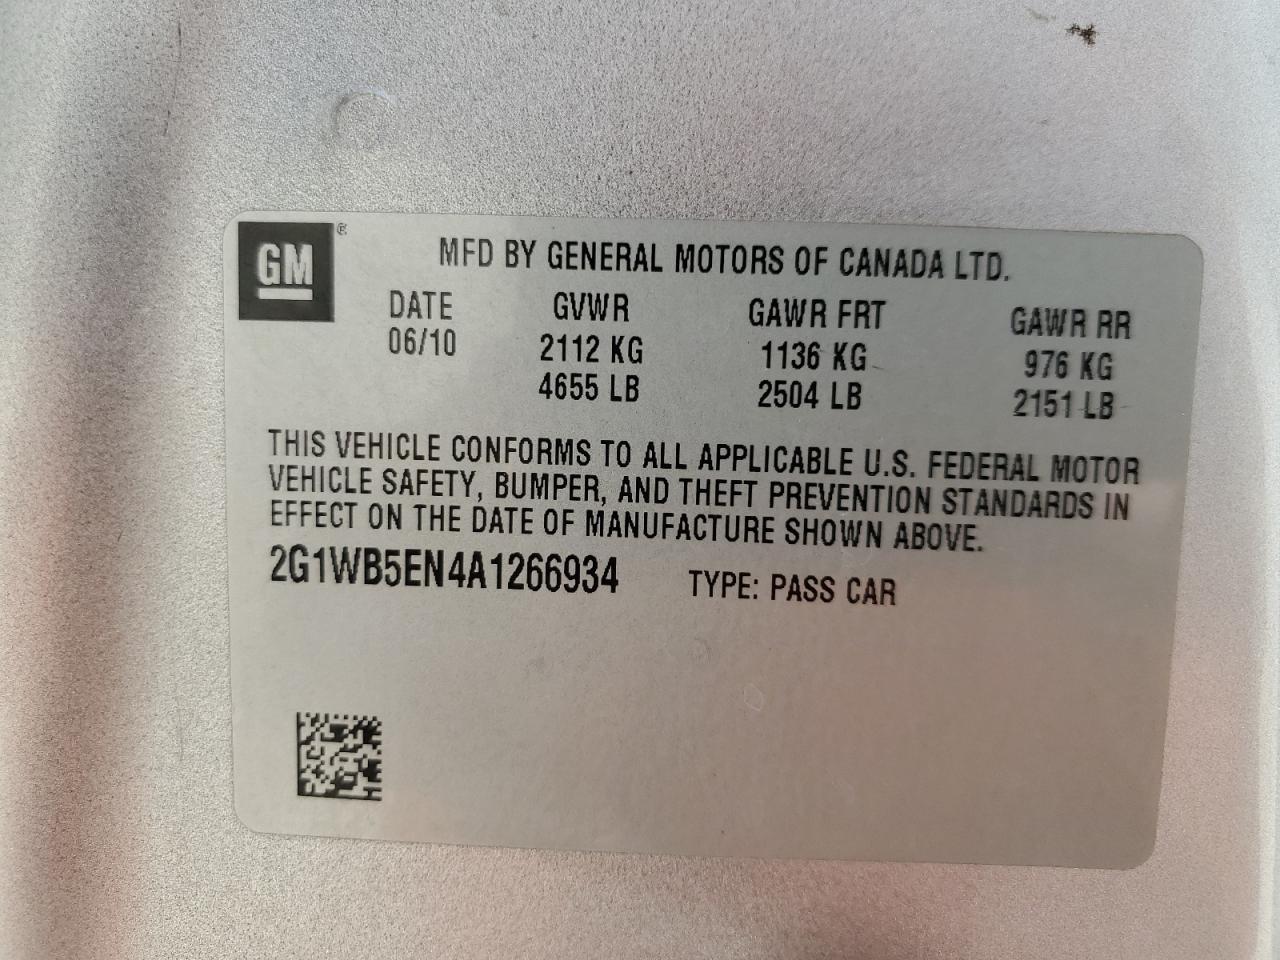 GM®
MFD BY GENERAL MOTORS OF CANADA LTD.
DATE GVWR GAWR FRT GAWR RR
06/10 2112 KG 1136 KG 976 KG
4655 LB 2504 LB 2151 LB
THIS VEHICLE CONFORMS TO ALL APPLICABLE U.S. FEDERAL MOTOR
VEHICLE SAFETY, BUMPER, AND THEFT PREVENTION STANDARDS IN
EFFECT ON THE DATE OF MANUFACTURE SHOWN ABOVE.
2G1WB5EN4A1266934 TYPE: PASS CAR